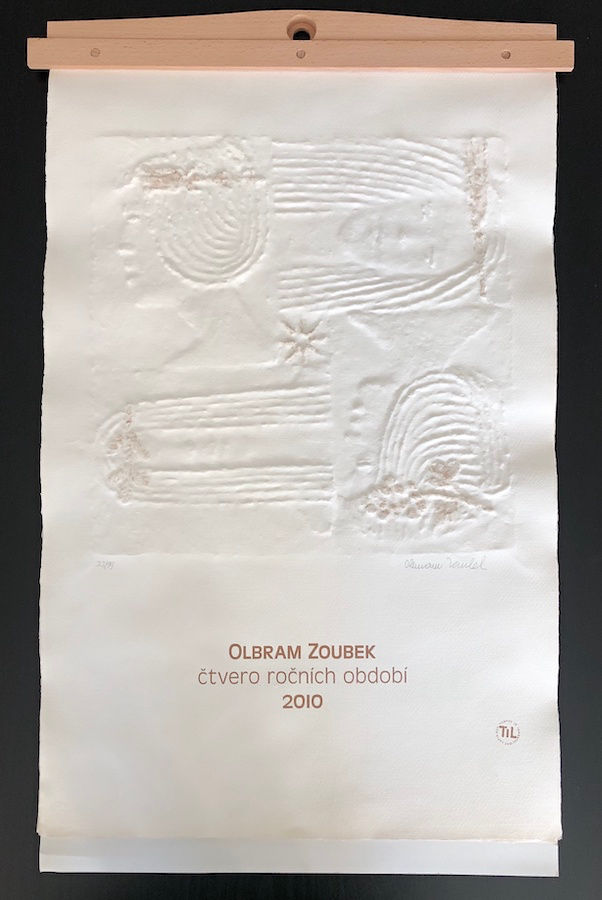 OLBRAM ZOUBEK
čtvero ročních období
2010
TiL